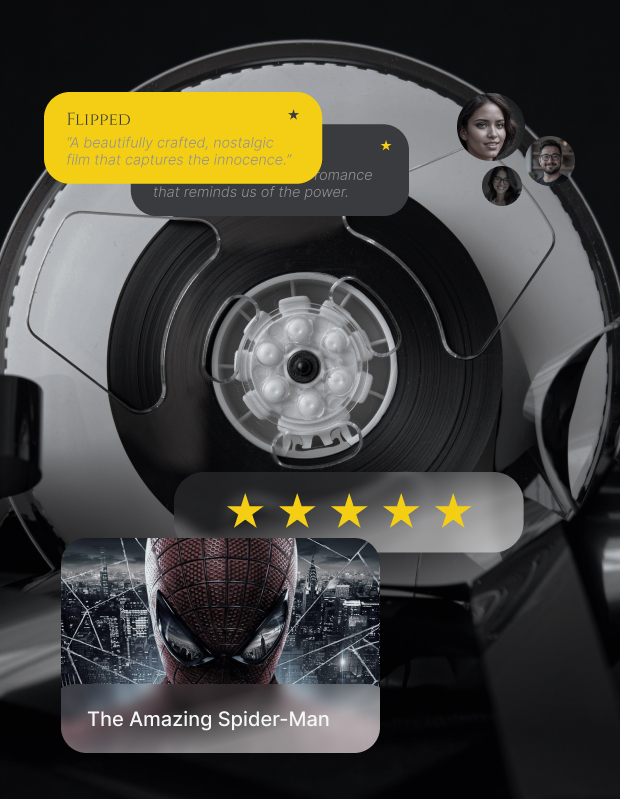 Flipped
“A beautifully crafted, nostalgic
film that captures the innocence.”
romance
that reminds us of the power.
The Amazing Spider-Man